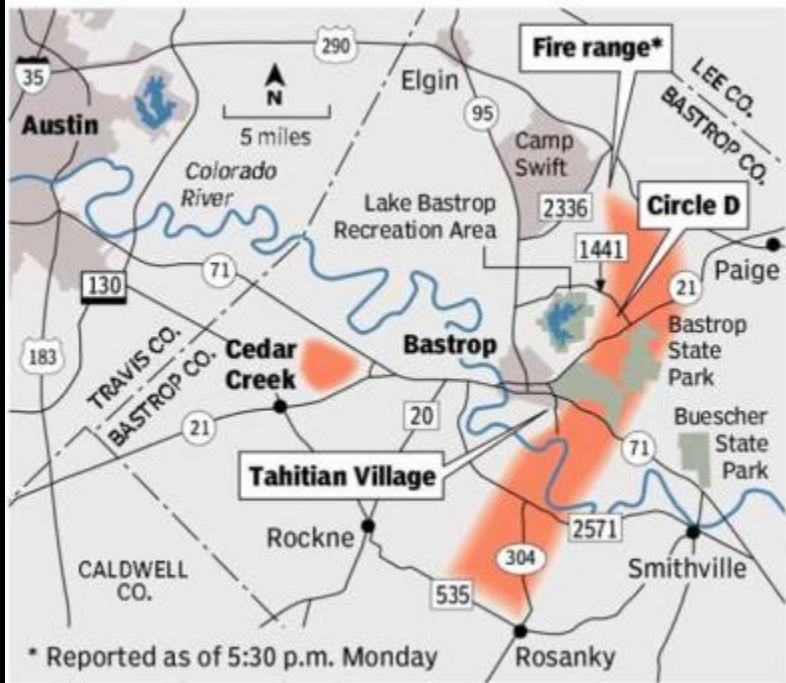 290
Fire range*
35
Elgin
LEE CO.
BASTROP CO.
N
5 miles
95
Austin
Camp
Swift
Colorado
River
Lake Bastrop
Recreation Area
2336
Circle D
1441
71
Paige
130
21
Bastrop
State
Park
183
TRAVIS CO.
BASTROP CO.
Cedar
Creek
Bastrop
20
Buescher
State
Park
21
71
Tahitian Village
Rockne
2571
304
Smithville
CALDWELL
CO.
535
* Reported as of 5:30 p.m. Monday
Rosanky